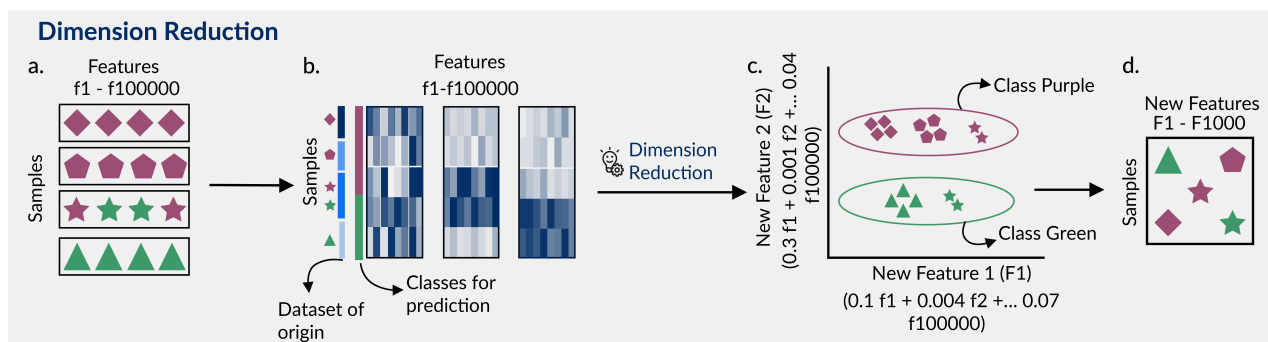 Dimension Reduction
a.
Features
f1 - f100000
Samples
b.
Features
f1-f100000
Samples
Dataset of
origin
Classes for
prediction
Dimension
Reduction
c.
New Feature 2 (F2)
(0.3 f1 + 0.001 f2 +... 0.04
f100000)
Class Purple
Class Green
New Feature 1 (F1)
(0.1 f1 + 0.004 f2 +... 0.07
f100000)
d.
New Features
F1 - F1000
Samples